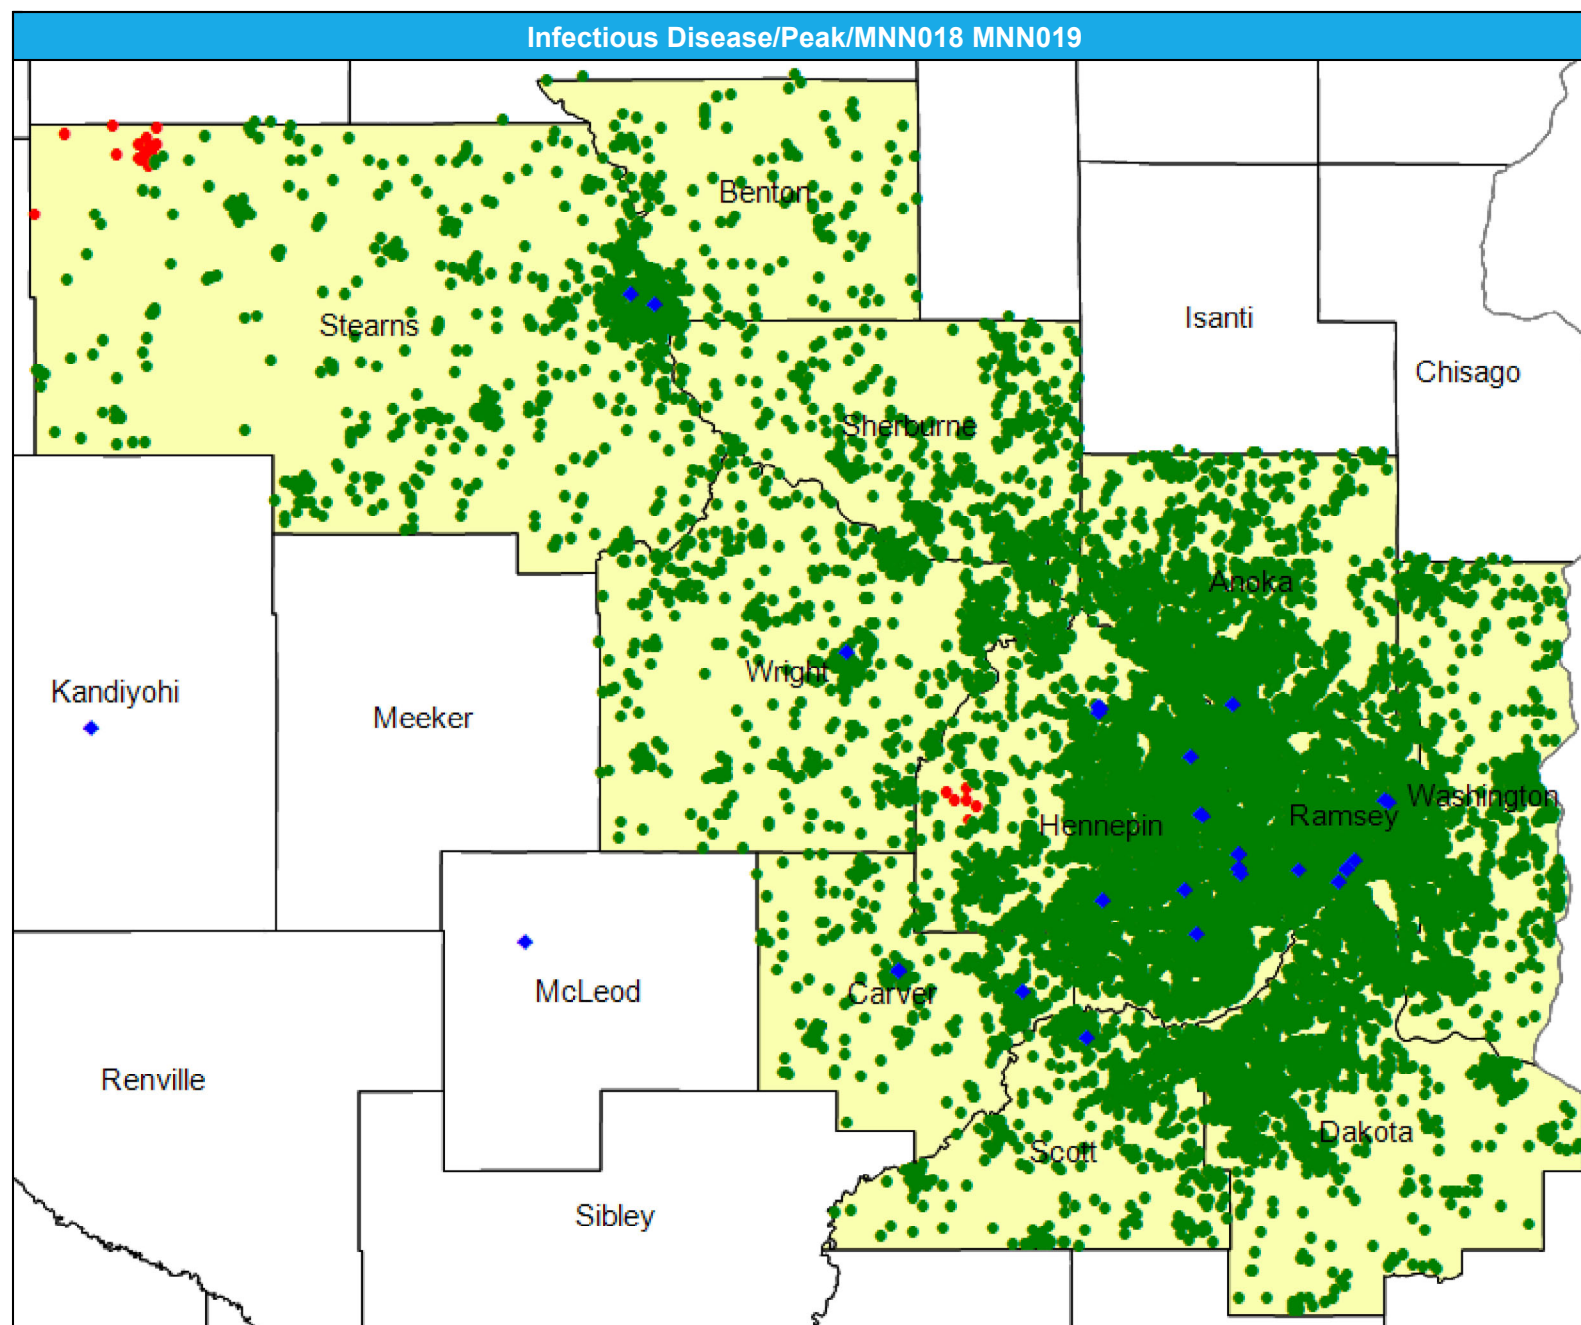 Infectious Disease/Peak/MNN018 MNN019
Benton
Stearns
Isanti
Chisago
Sherburne
Anoka
Wright
Kandiyohi
Meeker
Washington
Ramsey
Hennepin
McLeod
Carver
Renville
Dakota
Scott
Sibley